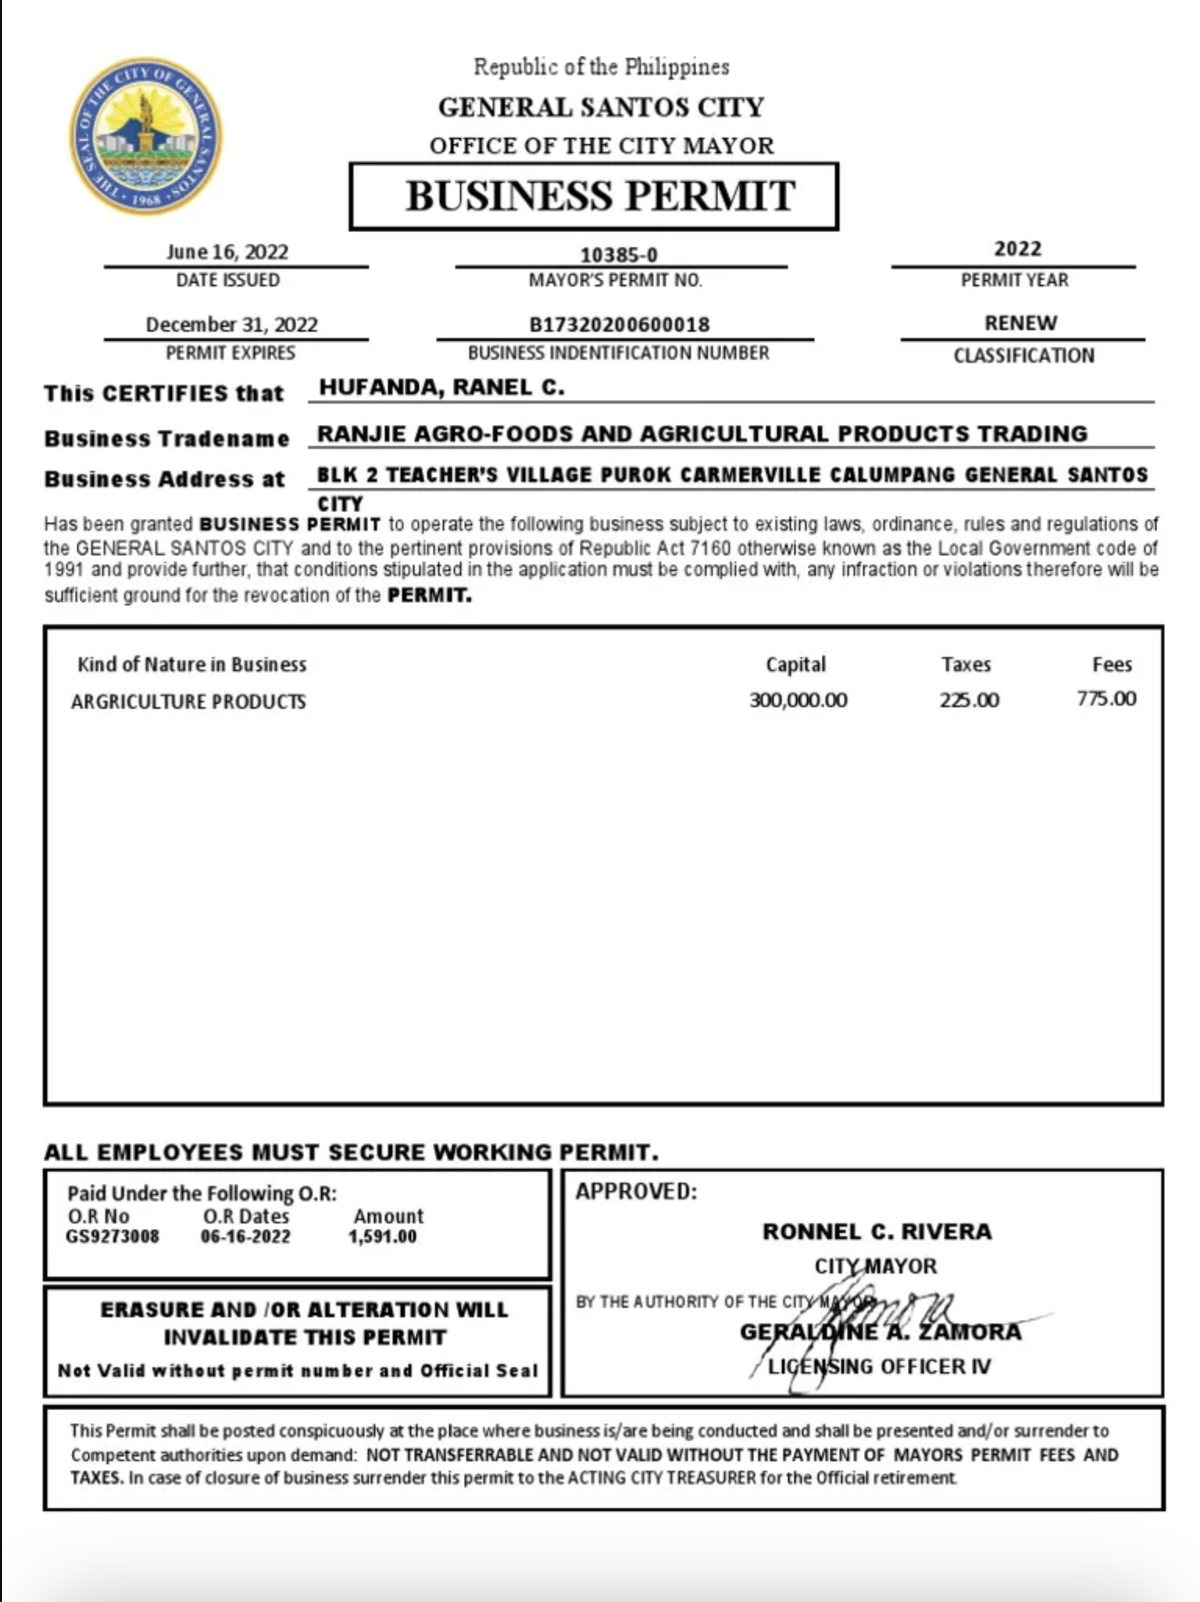 THE SEAL OF THE CITY OF GENERAL SANTOS
1968
Republic of the Philippines
GENERAL SANTOS CITY
OFFICE OF THE CITY MAYOR
BUSINESS PERMIT
June 16, 2022 10385-0 2022
DATE ISSUED MAYOR'S PERMIT NO. PERMIT YEAR
December 31, 2022 B17320200600018 RENEW
PERMIT EXPIRES BUSINESS INDENTIFICATION NUMBER CLASSIFICATION
This CERTIFIES that HUFANDA, RANEL C.
Business Tradename RANJIE AGRO-FOODS AND AGRICULTURAL PRODUCTS TRADING
Business Address at BLK 2 TEACHER'S VILLAGE PUROK CARMERVILLE CALUMPANG GENERAL SANTOS
CITY
Has been granted BUSINESS PERMIT to operate the following business subject to existing laws, ordinance, rules and regulations of
the GENERAL SANTOS CITY and to the pertinent provisions of Republic Act 7160 otherwise known as the Local Government code of
1991 and provide further, that conditions stipulated in the application must be complied with, any infraction or violations therefore will be
sufficient ground for the revocation of the PERMIT.
Kind of Nature in Business Capital Taxes Fees
ARGRICULTURE PRODUCTS 300,000.00 225.00 775.00
ALL EMPLOYEES MUST SECURE WORKING PERMIT.
Paid Under the Following O.R:
O.R No O.R Dates Amount
GS9273008 06-16-2022 1,591.00
ERASURE AND /OR ALTERATION WILL
INVALIDATE THIS PERMIT
Not Valid without permit number and Official Seal
APPROVED:
RONNEL C. RIVERA
CITY MAYOR
BY THE AUTHORITY OF THE CITY MAYOR
GERALDINE A. ZAMORA
LICENSING OFFICER IV
This Permit shall be posted conspicuously at the place where business is/are being conducted and shall be presented and/or surrender to
Competent authorities upon demand: NOT TRANSFERRABLE AND NOT VALID WITHOUT THE PAYMENT OF MAYORS PERMIT FEES AND
TAXES. In case of closure of business surrender this permit to the ACTING CITY TREASURER for the Official retirement.